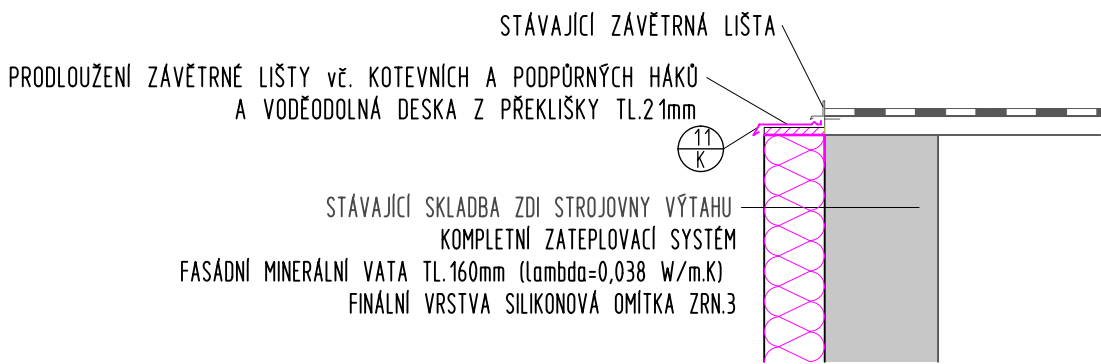 STÁVAJÍCÍ ZÁVĚTRNÁ LIŠTA
PRODLOUŽENÍ ZÁVĚTRNÉ LIŠTY vč. KOTEVNÍCH A PODPŮRNÝCH HÁKŮ
A VODĚODOLNÁ DESKA Z PŘEKLIŠKY TL.21mm
11
K
STÁVAJÍCÍ SKLADBA ZDI STROJOVNY VÝTAHU
KOMPLETNÍ ZATEPLOVACÍ SYSTÉM
FASÁDNÍ MINERÁLNÍ VATA TL.160mm (lambda=0,038 W/m.K)
FINÁLNÍ VRSTVA SILIKONOVÁ OMÍTKA ZRN.3